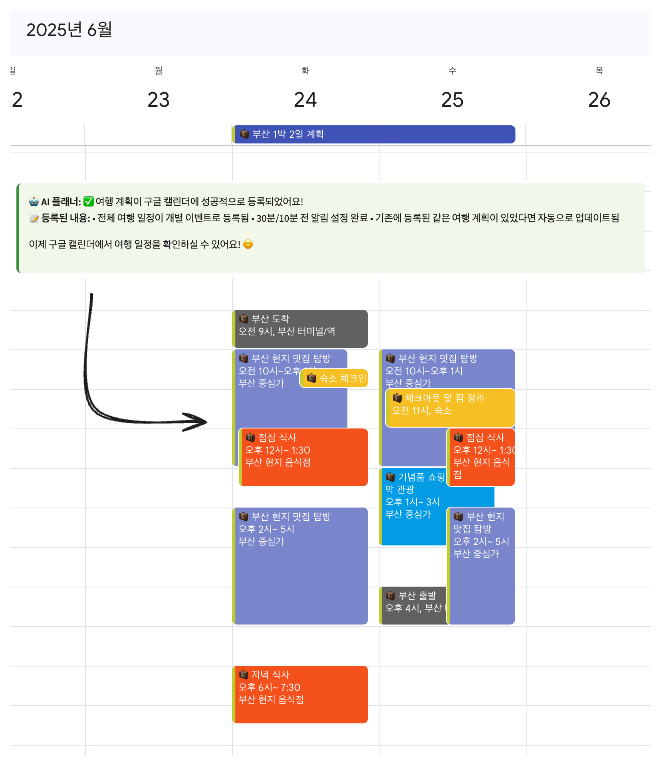 2025년 6월
일
월
화
수
목
2
23
24
25
26
부산 1박 2일 계획
AI 플래너: ✅ 여행 계획이 구글 캘린더에 성공적으로 등록되었어요!
등록된 내용: • 전체 여행 일정이 개별 이벤트로 등록됨 • 30분/10분 전 알림 설정 완료 • 기존에 등록된 같은 여행 계획이 있었다면 자동으로 업데이트됨
이제 구글 캘린더에서 여행 일정을 확인하실 수 있어요! 😊
부산 도착
오전 9시, 부산 터미널/역
부산 현지 맛집 탐방
오전 10시~오후
부산 중심가
숙소 체크인
점심 식사
오후 12시~ 1:30
부산 현지 음식점
부산 현지 맛집 탐방
오후 2시~ 5시
부산 중심가
저녁 식사
오후 6시~ 7:30
부산 현지 음식점
부산 현지 맛집 탐방
오전 10시~오후 1시
부산 중심가
체크아웃 및 짐 정리
오전 11시, 숙소
점심 식사
오후 12시~ 1:30
부산 현지 음식
점
기념품 쇼핑
막 관광
오후 1시~ 3시
부산 중심가
부산 현지
맛집 탐방
오후 2시~ 5시
부산 중심가
부산 출발
오후 4시, 부산